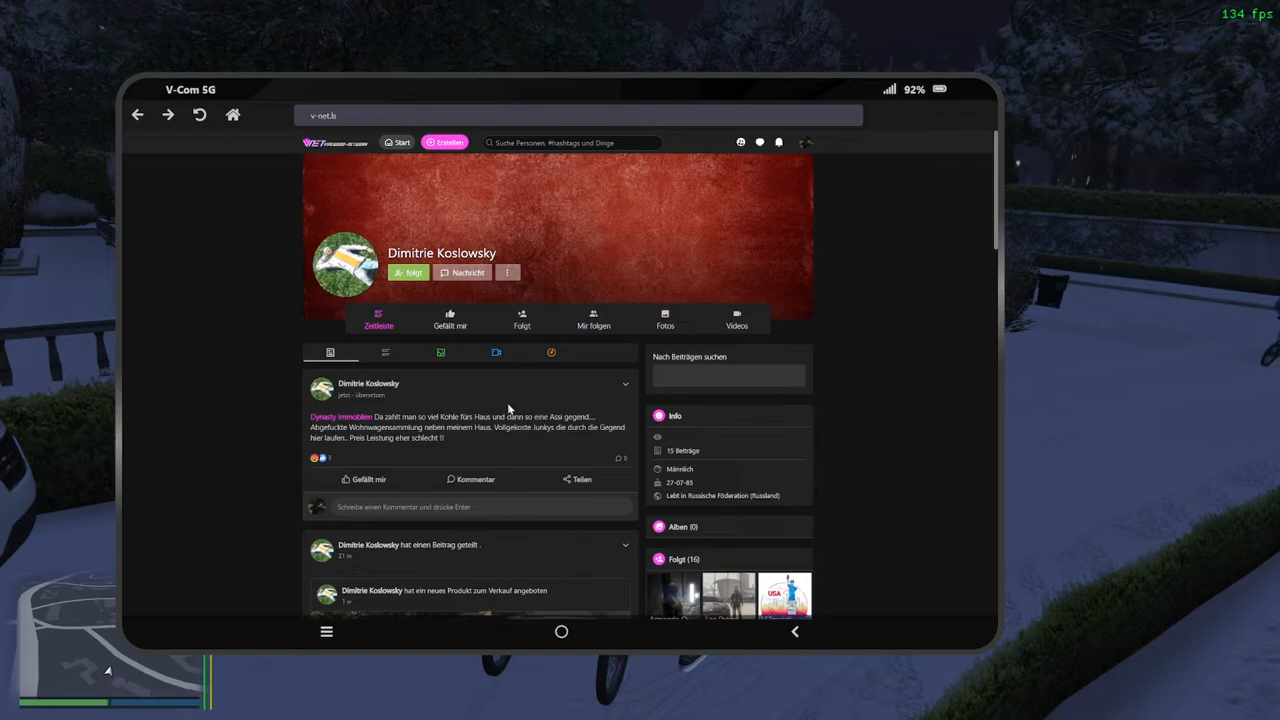 134 fps
V-Com 5G
92%
v-net.ls
Start
Erstellen
Suche Personen, #hashtags und Dinge
Dimitrie Koslowsky
folgt
Nachricht
Zeitleiste
Gefällt mir
Folgt
Mir folgen
Fotos
Videos
Dimitrie Koslowsky
jetzt - übersetzen
Dynasty Immoblien Da zahlt man so viel Kohle fürs Haus und dann so eine Assi gegend....
Abgefuckte Wohnwagensammlung neben meinem Haus. Vollgekoste Junkys die durch die Gegend
hier laufen.. Preis Leistung eher schlecht !!
3
0
Gefällt mir
Kommentar
Teilen
Schreibe einen Kommentar und drücke Enter
Dimitrie Koslowsky hat einen Beitrag geteilt .
21 m
Dimitrie Koslowsky hat ein neues Produkt zum Verkauf angeboten
1 w
Nach Beiträgen suchen
Info
15 Beiträge
Männlich
27-07-85
Lebt in Russische Föderation (Russland)
Alben (0)
Folgt (16)
USA